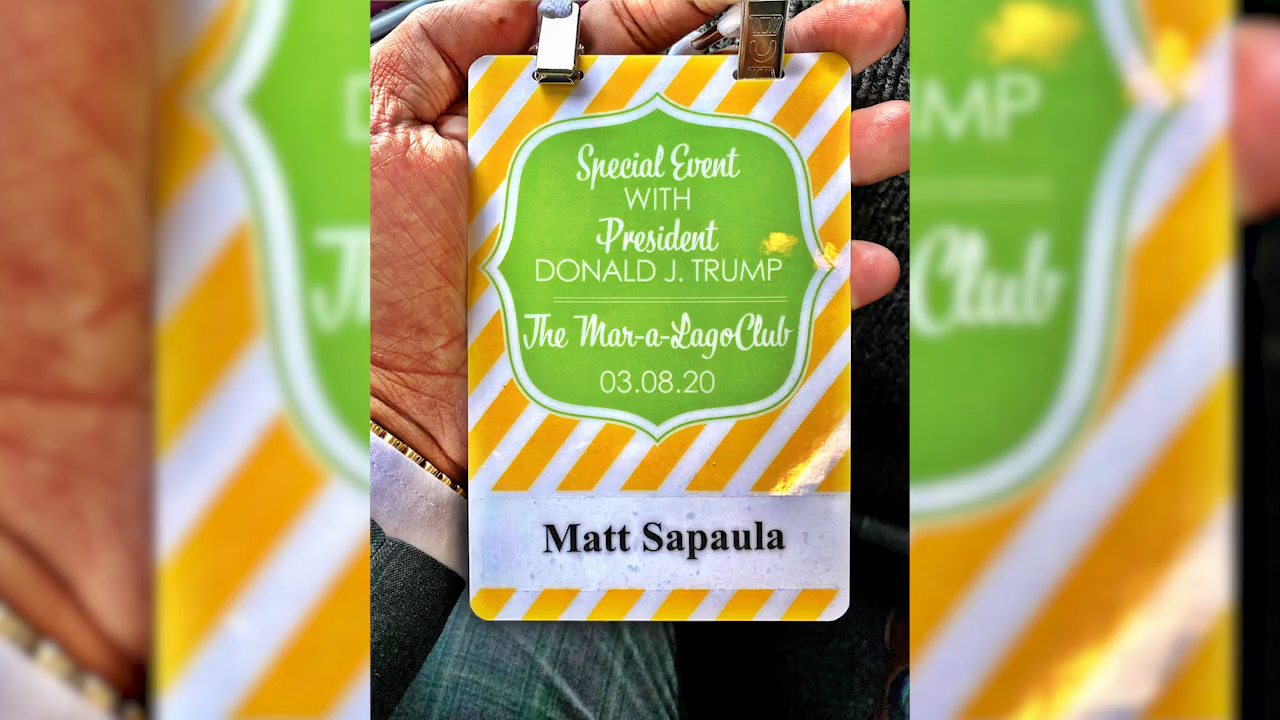 Special Event
WITH
President
DONALD J. TRUMP
The Mar-a-Lago Club
03.08.20
Matt Sapaula